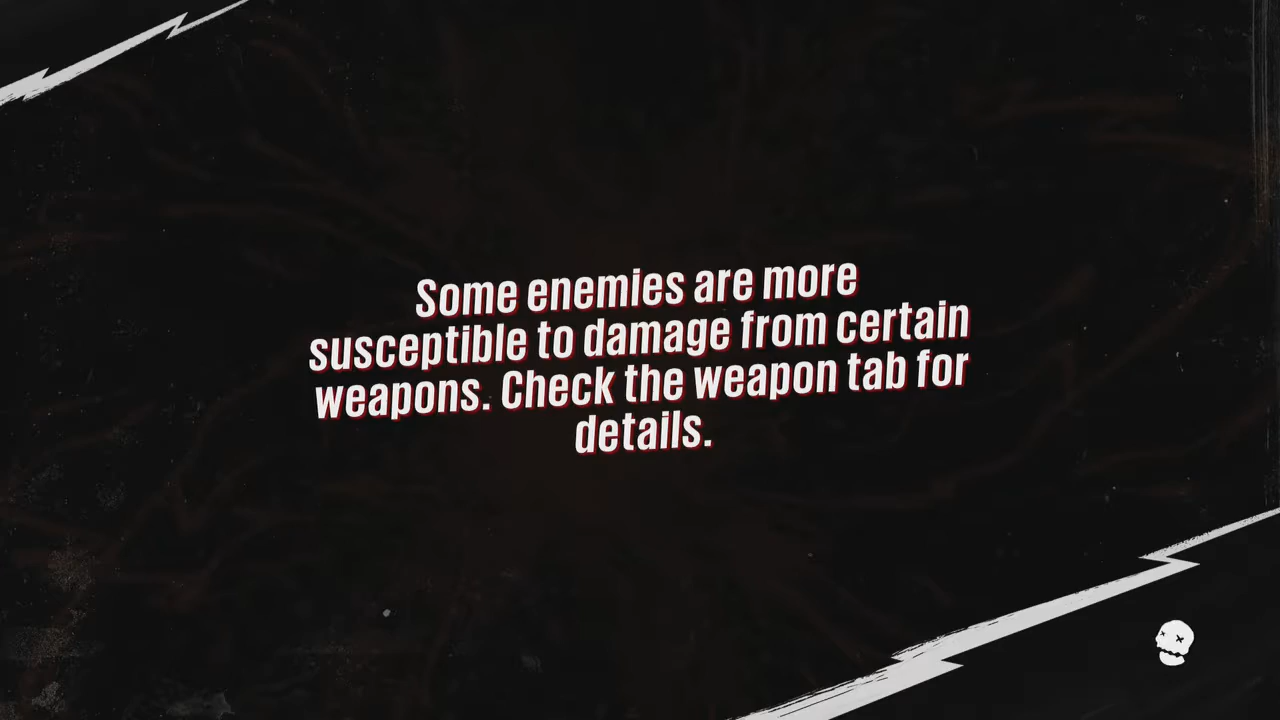 Some enemies are more
susceptible to damage from certain
weapons. Check the weapon tab for
details.